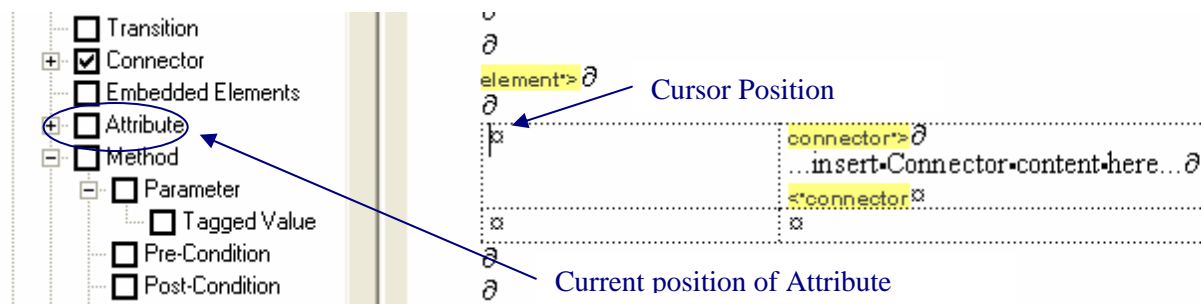 Transition
Connector
Embedded Elements
Attribute
Method
Parameter
Tagged Value
Pre-Condition
Post-Condition
element">
Cursor Position
connector">
...insert Connector content here...
<"connector
Current position of Attribute